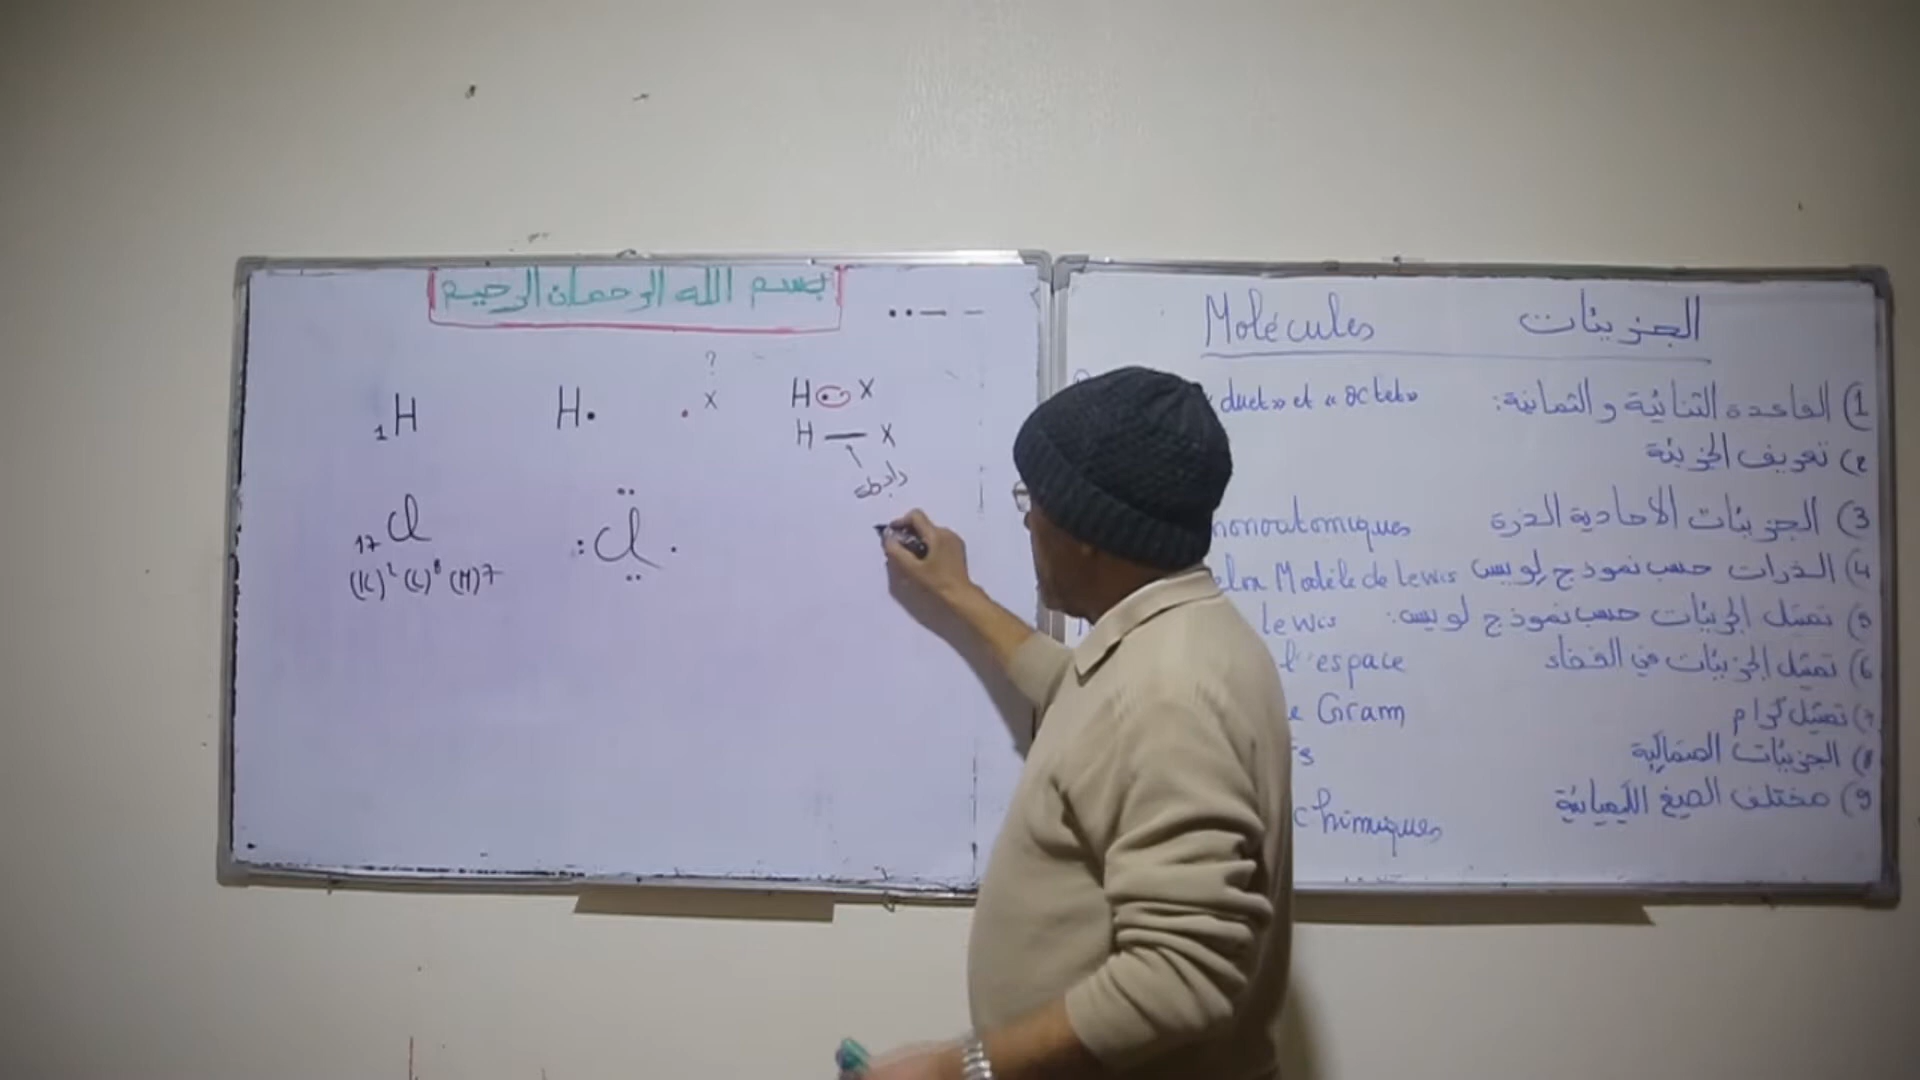 بسم الله الرحمان الرحيم
?
₁H H• • X H X
H — X
رابطة
₁₇Cl Cl
(K)² (L)⁸ (M)7
Molécules الجزيئات
«duet» et «octet» 1) القاعدة الثنائية و الثمانية:
2) تعريف الجزيئة
monoatomiques 3) الجزيئات الأحادية الذرة
Modèle de Lewis 4) الذرات حسب نموذج لويس
Lewis 5) تمثيل الجزيئات حسب نموذج لويس:
l'espace 6) تمثيل الجزيئات في الفضاء
Cram 7) تمثيل كرام
8) الجزيئات
9) مختلف الصيغ الكيميائية
chimiques